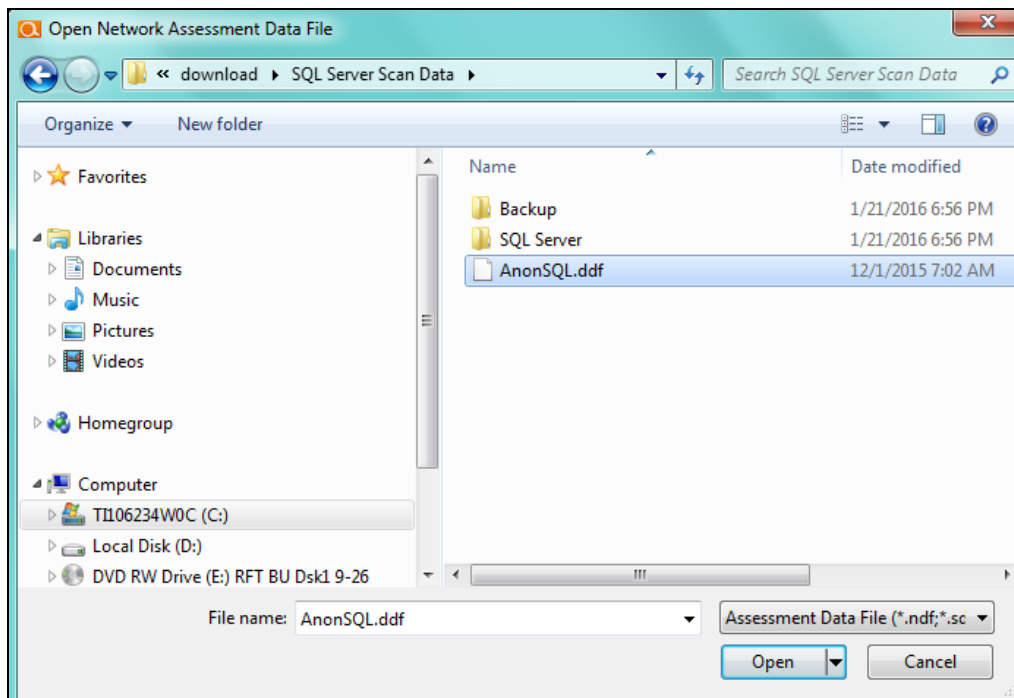 Open Network Assessment Data File
« download SQL Server Scan Data
Search SQL Server Scan Data
Organize New folder
Name Date modified
Favorites
Libraries
Documents
Music
Pictures
Videos
Homegroup
Computer
TI106234W0C (C:)
Local Disk (D:)
DVD RW Drive (E:) RFT BU Dsk1 9-26
Backup 1/21/2016 6:56 PM
SQL Server 1/21/2016 6:56 PM
AnonSQL.ddf 12/1/2015 7:02 AM
File name: AnonSQL.ddf
Assessment Data File (*.ndf;*.sc
Open Cancel